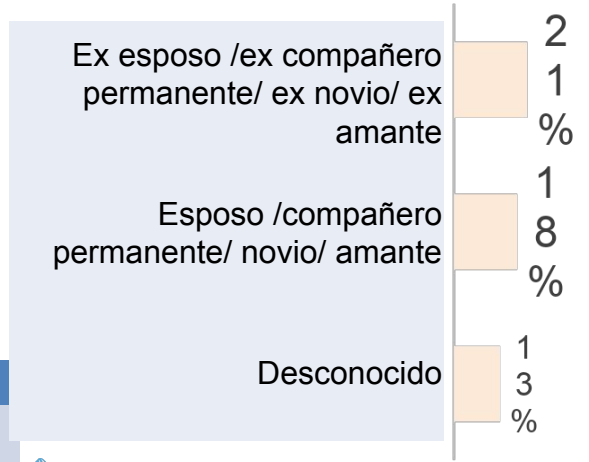 Ex esposo /ex compañero
permanente/ ex novio/ ex
amante
2
1
%
Esposo /compañero
permanente/ novio/ amante
1
8
%
Desconocido
1
3
%